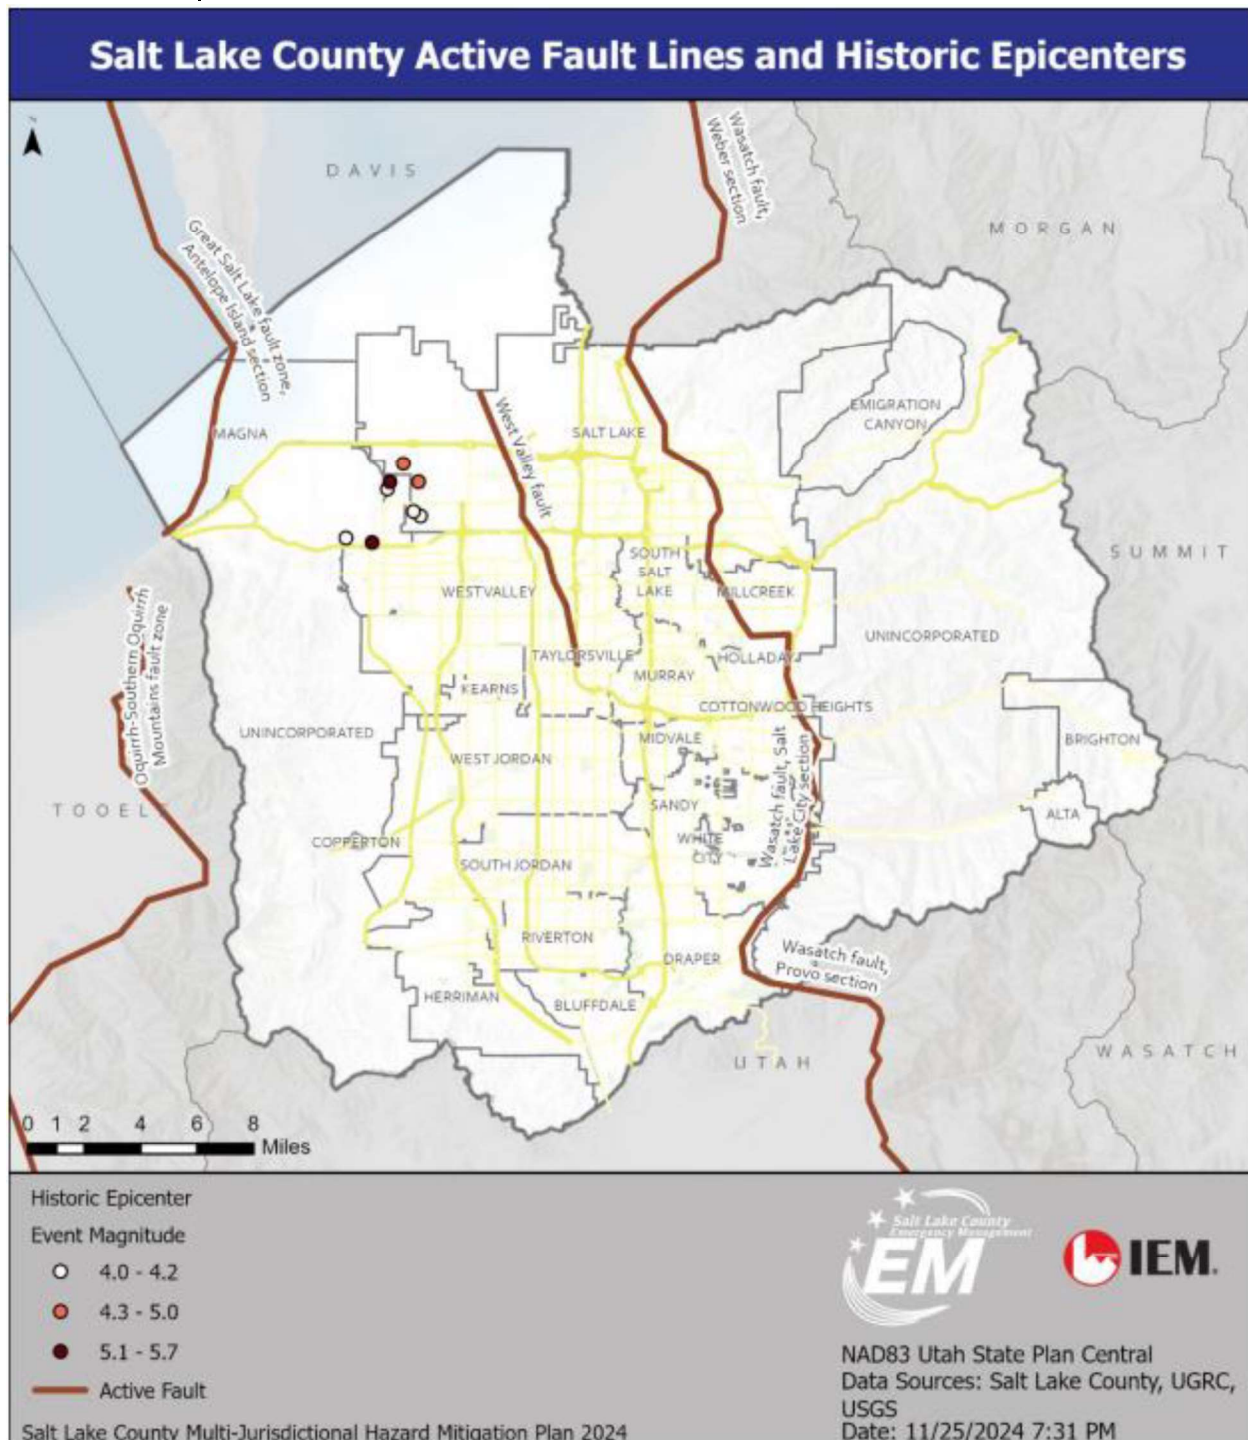 Salt Lake County Active Fault Lines and Historic Epicenters
DAVIS
MORGAN
Wasatch fault,
Weber section
Great Salt Lake fault zone,
Antelope Island section
EMIGRATION
CANYON
MAGNA
SALT LAKE
West Valley fault
SUMMIT
SOUTH
SALT
LAKE
WEST VALLEY
MILLCREEK
Oquirrh-Southern Oquirrh
Mountains fault zone
UNINCORPORATED
TAYLORSVILLE
HOLLADAY
MURRAY
KEARNS
COTTONWOOD HEIGHTS
UNINCORPORATED
MIDVALE
BRIGHTON
WEST JORDAN
Wasatch fault, Salt
Lake City section
TOOELE
SANDY
ALTA
COPPERTON
WHITE
CITY
SOUTH JORDAN
RIVERTON
DRAPER
Wasatch fault,
Provo section
HERRIMAN
BLUFFDALE
UTAH
WASATCH
0 1 2 4 6 8
Miles
Historic Epicenter
Event Magnitude
4.0 - 4.2
4.3 - 5.0
5.1 - 5.7
Active Fault
Salt Lake County
Emergency Management
EM
IEM.
NAD83 Utah State Plan Central
Data Sources: Salt Lake County, UGRC,
USGS
Date: 11/25/2024 7:31 PM
Salt Lake County Multi-Jurisdictional Hazard Mitigation Plan 2024